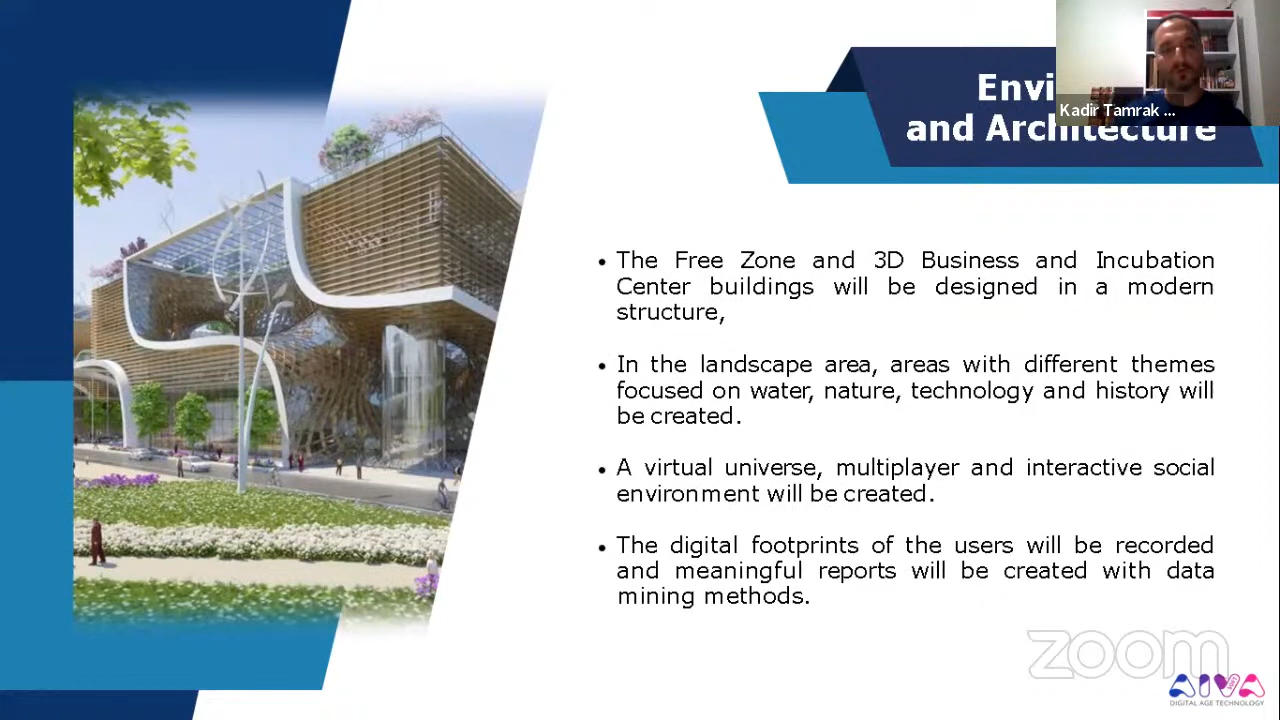 Envi
and Architecture
Kadir Tamrak ...
• The Free Zone and 3D Business and Incubation
Center buildings will be designed in a modern
structure,
• In the landscape area, areas with different themes
focused on water, nature, technology and history will
be created.
• A virtual universe, multiplayer and interactive social
environment will be created.
• The digital footprints of the users will be recorded
and meaningful reports will be created with data
mining methods.
zoom
AIVA
DIGITAL AGE TECHNOLOGY